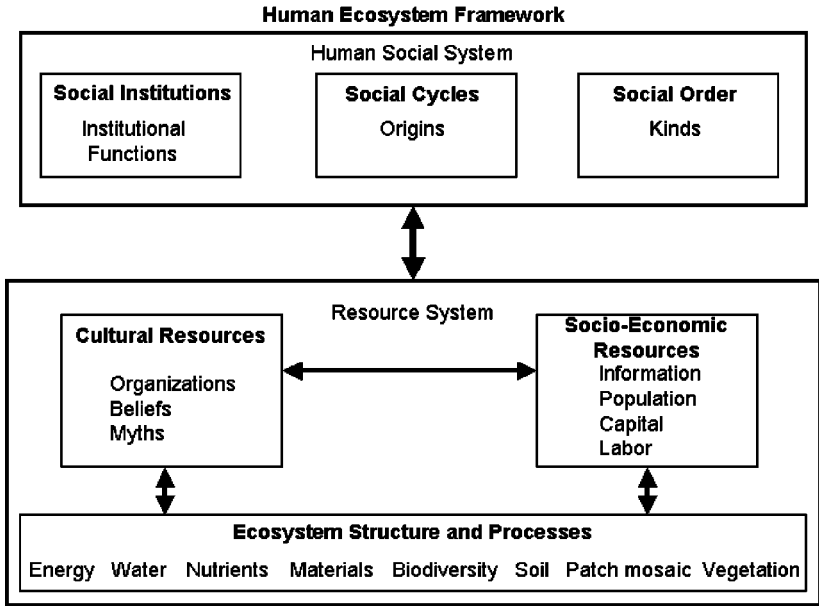 Human Ecosystem Framework
Human Social System
Social Institutions
Institutional
Functions
Social Cycles
Origins
Social Order
Kinds
Resource System
Cultural Resources
Organizations
Beliefs
Myths
Socio-Economic
Resources
Information
Population
Capital
Labor
Ecosystem Structure and Processes
Energy Water Nutrients Materials Biodiversity Soil Patch mosaic Vegetation